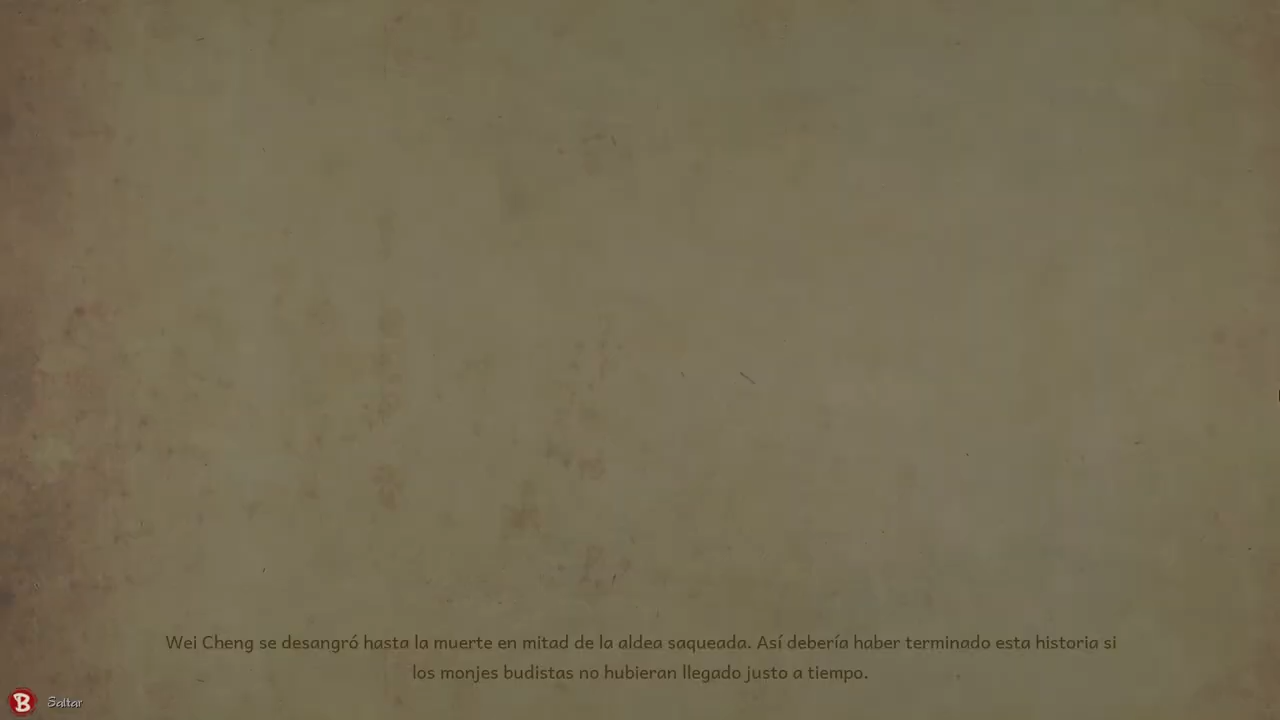 Wei Cheng se desangró hasta la muerte en mitad de la aldea saqueada. Así debería haber terminado esta historia si
los monjes budistas no hubieran llegado justo a tiempo.
B Saltar